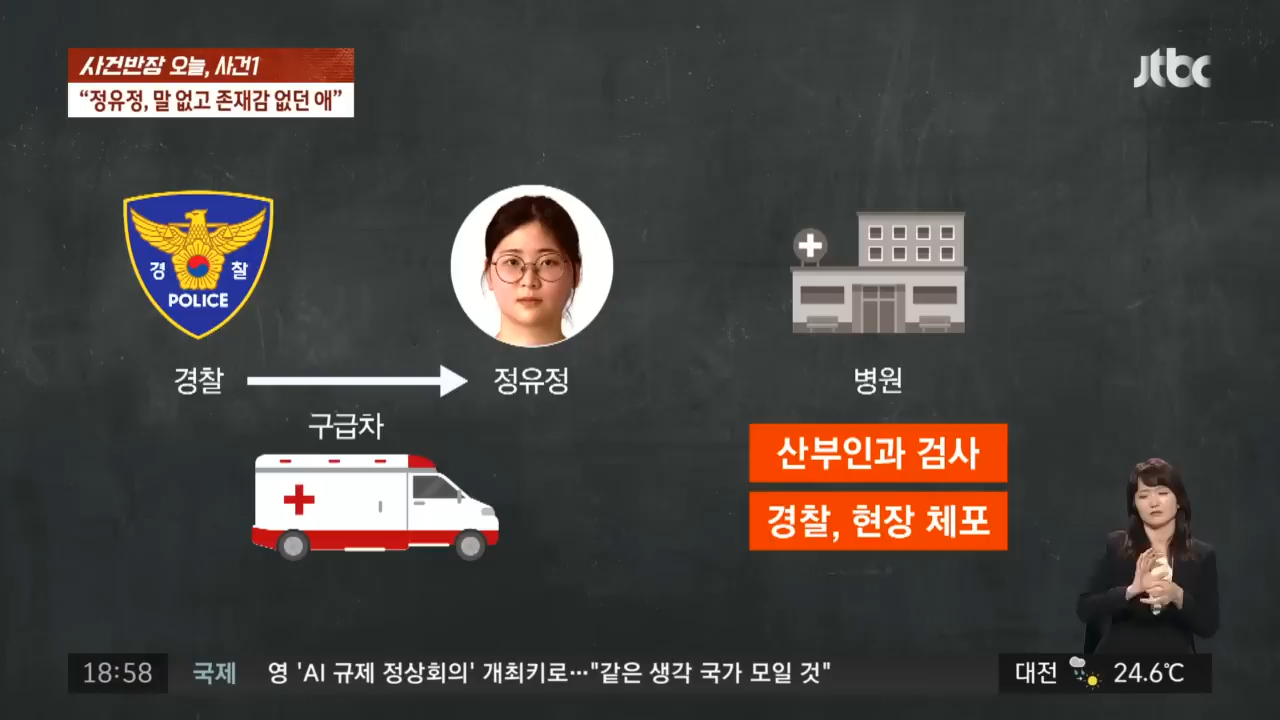 사건반장 오늘, 사건1
“정유정, 말 없고 존재감 없던 애”
jtbc
경 찰
POLICE
경찰
정유정
병원
구급차
산부인과 검사
경찰, 현장 체포
18:58 국제 영 'AI 규제 정상회의' 개최키로…"같은 생각 국가 모일 것"
대전 24.6℃